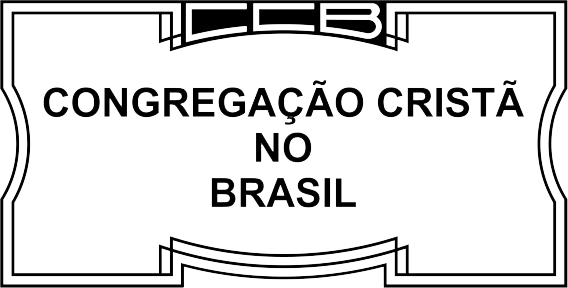 CCB
CONGREGAÇÃO CRISTÃ
NO
BRASIL